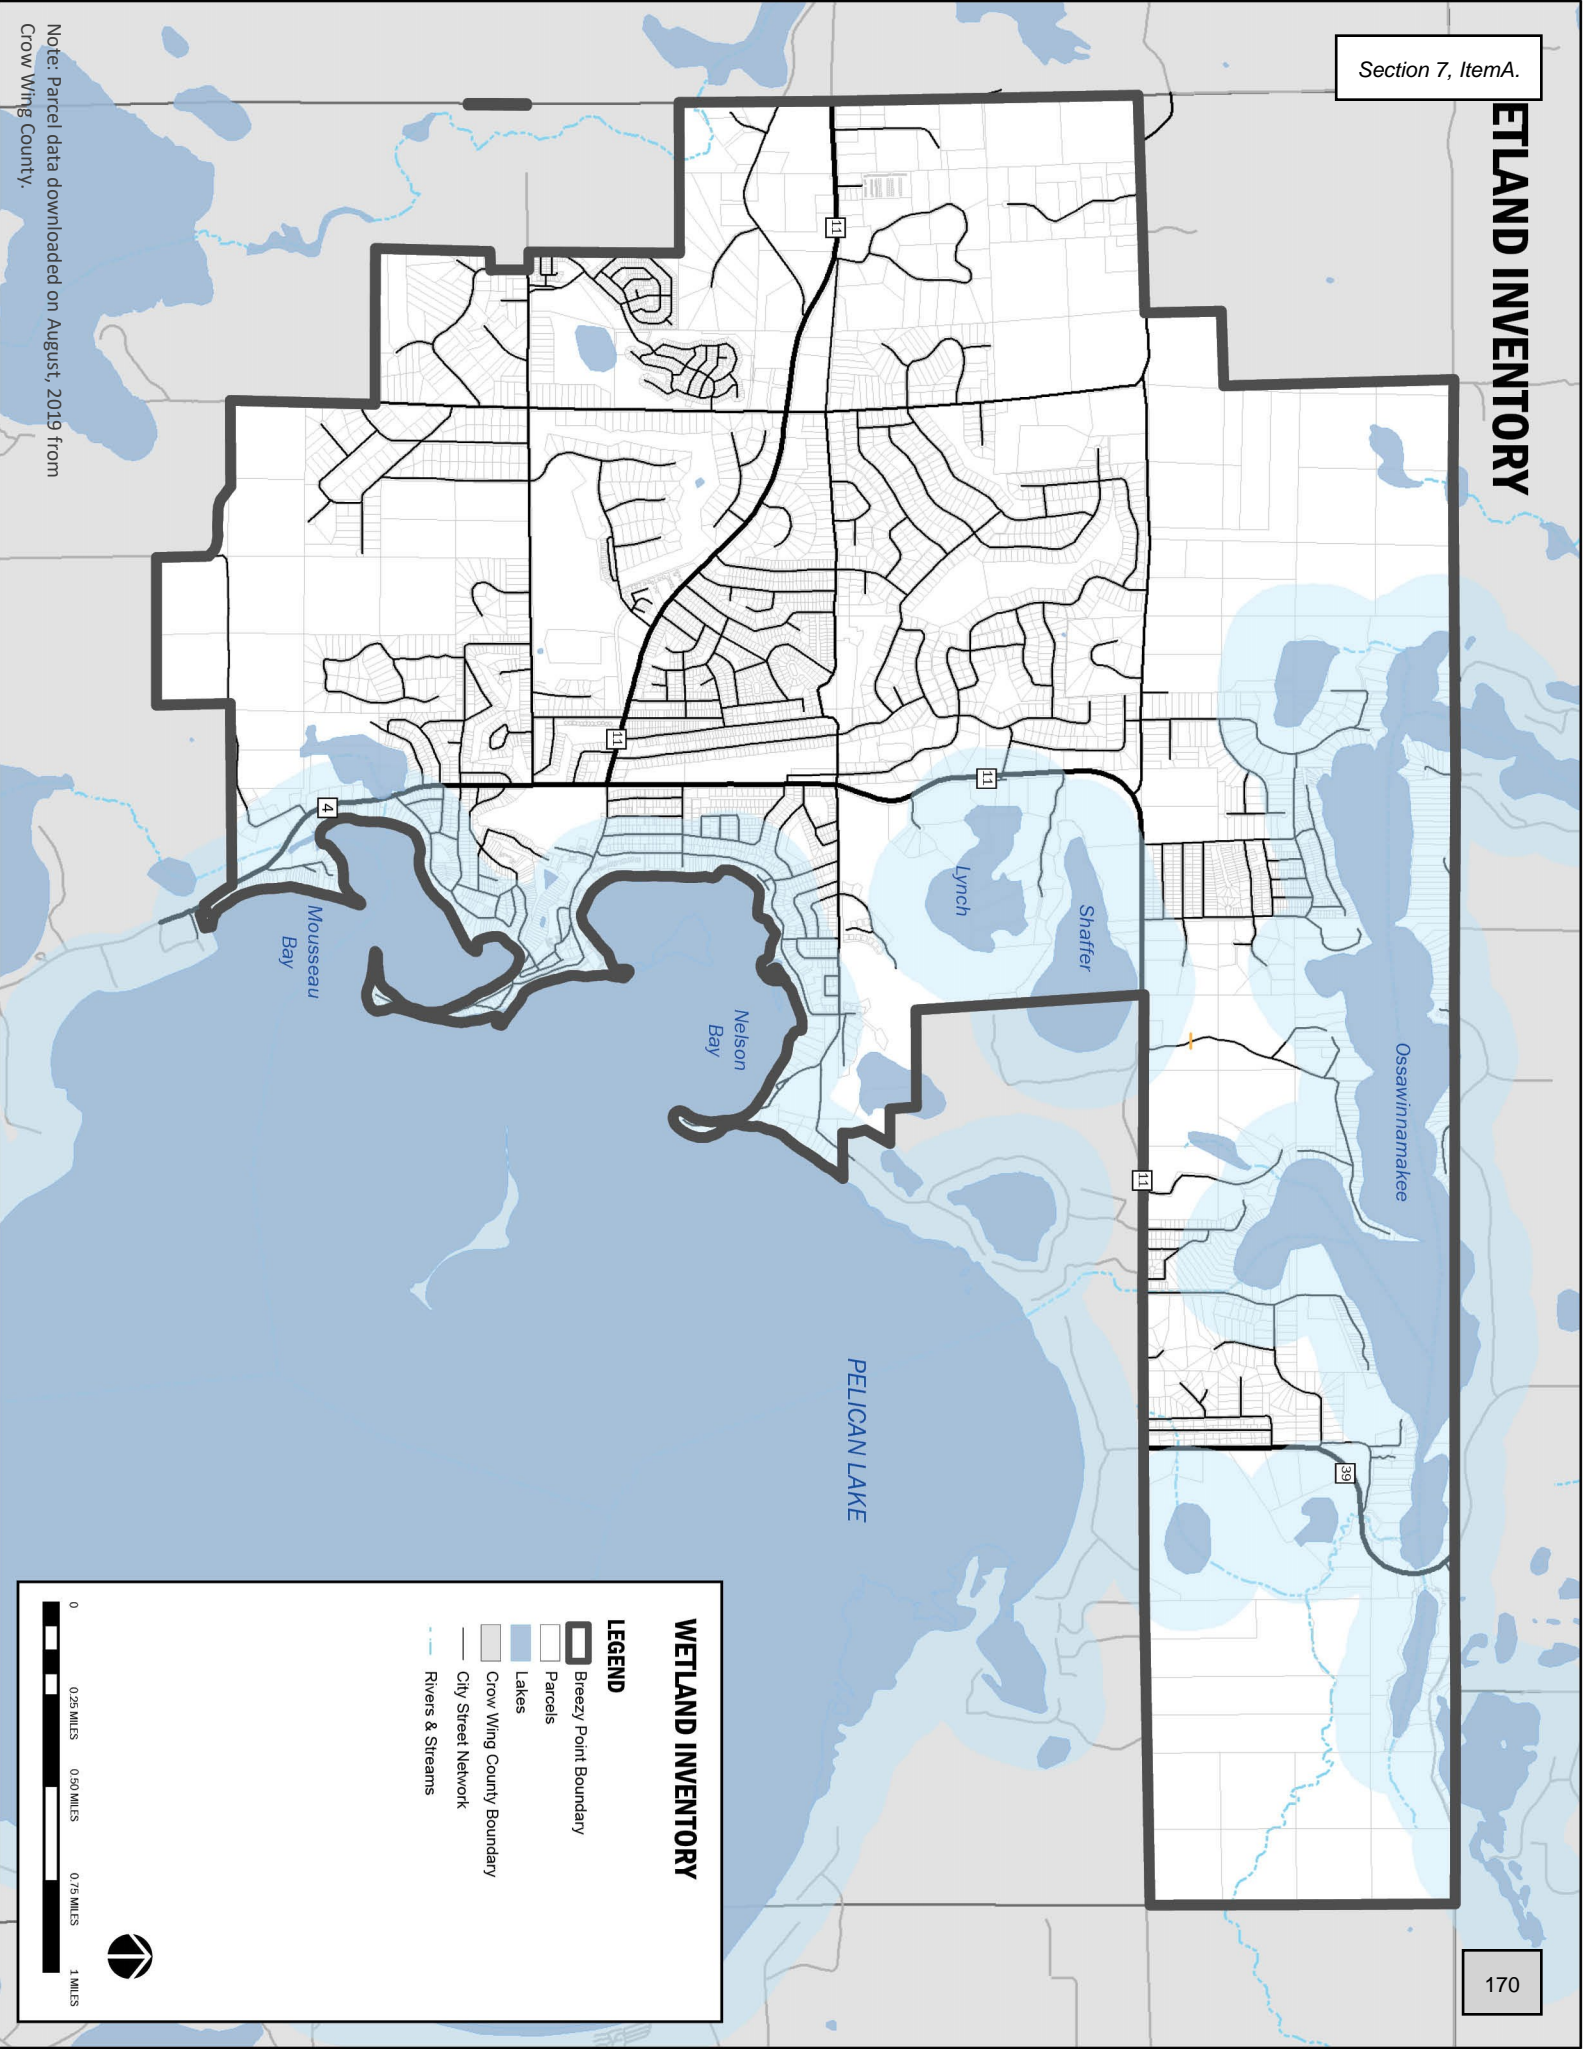 Section 7, ItemA.
ETLAND INVENTORY
11
11
11
11
4
39
Lynch
Shaffer
Ossawinnamakee
Mousseau
Bay
Nelson
Bay
PELICAN LAKE
WETLAND INVENTORY
LEGEND
Breezy Point Boundary
Parcels
Lakes
Crow Wing County Boundary
City Street Network
Rivers & Streams
0 0.25 MILES 0.50 MILES 0.75 MILES 1 MILES
Note: Parcel data downloaded on August, 2019 from
Crow Wing County.
170